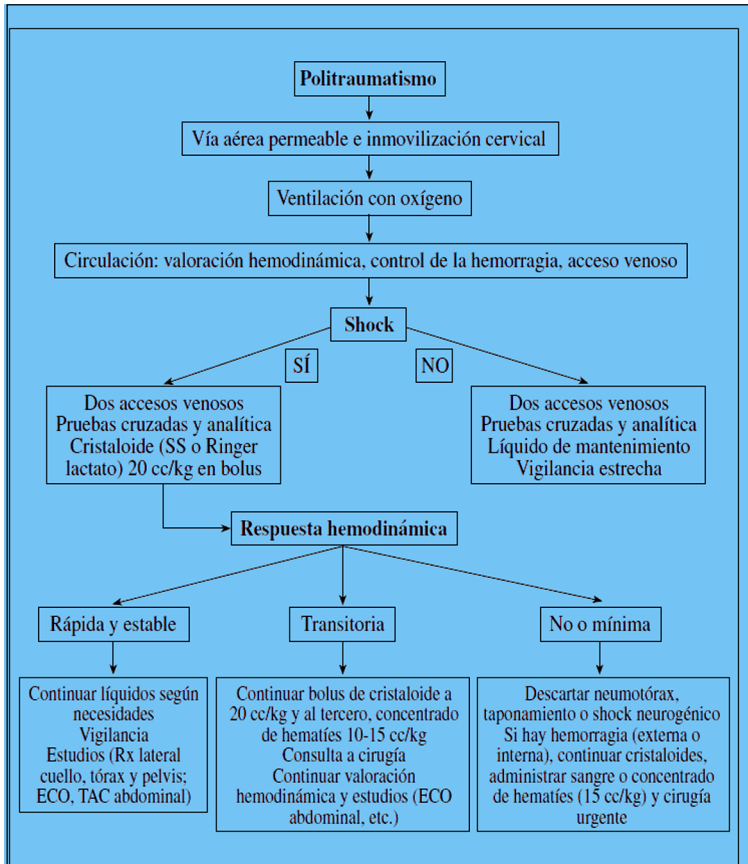 Politraumatismo
Vía aérea permeable e inmovilización cervical
Ventilación con oxígeno
Circulación: valoración hemodinámica, control de la hemorragia, acceso venoso
Shock
SÍ
NO
Dos accesos venosos
Pruebas cruzadas y analítica
Cristaloide (SS o Ringer
lactato) 20 cc/kg en bolus
Dos accesos venosos
Pruebas cruzadas y analítica
Líquido de mantenimiento
Vigilancia estrecha
Respuesta hemodinámica
Rápida y estable
Transitoria
No o mínima
Continuar líquidos según
necesidades
Vigilancia
Estudios (Rx lateral
cuello, tórax y pelvis;
ECO, TAC abdominal)
Continuar bolus de cristaloide a
20 cc/kg y al tercero, concentrado
de hematíes 10-15 cc/kg
Consulta a cirugía
Continuar valoración
hemodinámica y estudios (ECO
abdominal, etc.)
Descartar neumotórax,
taponamiento o shock neurogénico
Si hay hemorragia (externa o
interna), continuar cristaloides,
administrar sangre o concentrado
de hematíes (15 cc/kg) y cirugía
urgente